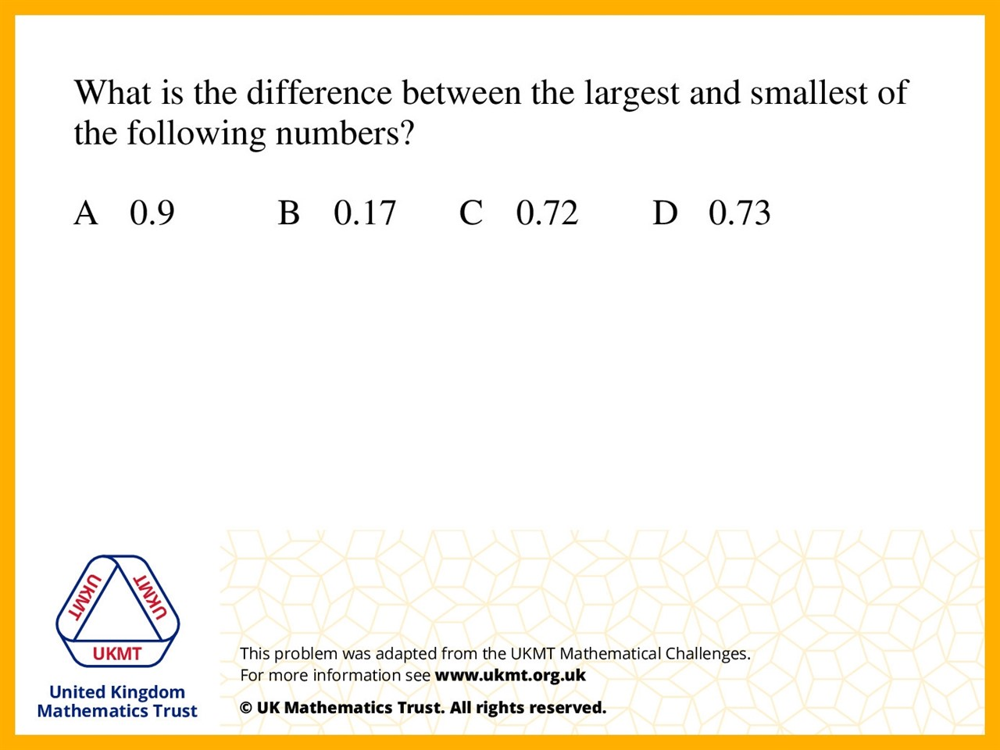 What is the difference between the largest and smallest of
the following numbers?
A 0.9 B 0.17 C 0.72 D 0.73
UKMT
UKMT
UKMT
United Kingdom
Mathematics Trust
This problem was adapted from the UKMT Mathematical Challenges.
For more information see www.ukmt.org.uk
© UK Mathematics Trust. All rights reserved.